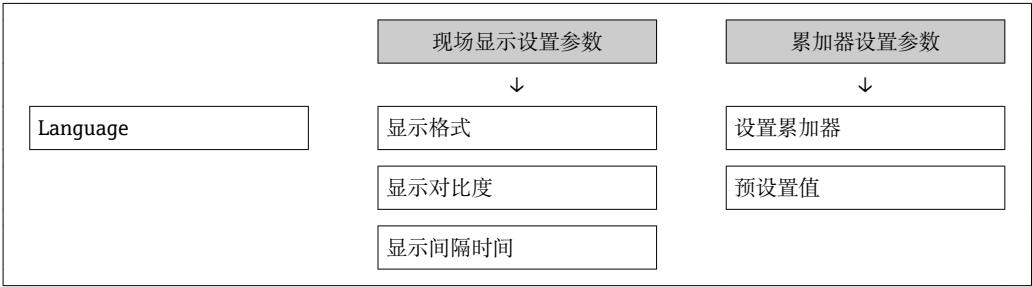 现场显示设置参数
累加器设置参数
↓
↓
Language
显示格式
设置累加器
显示对比度
预设置值
显示间隔时间